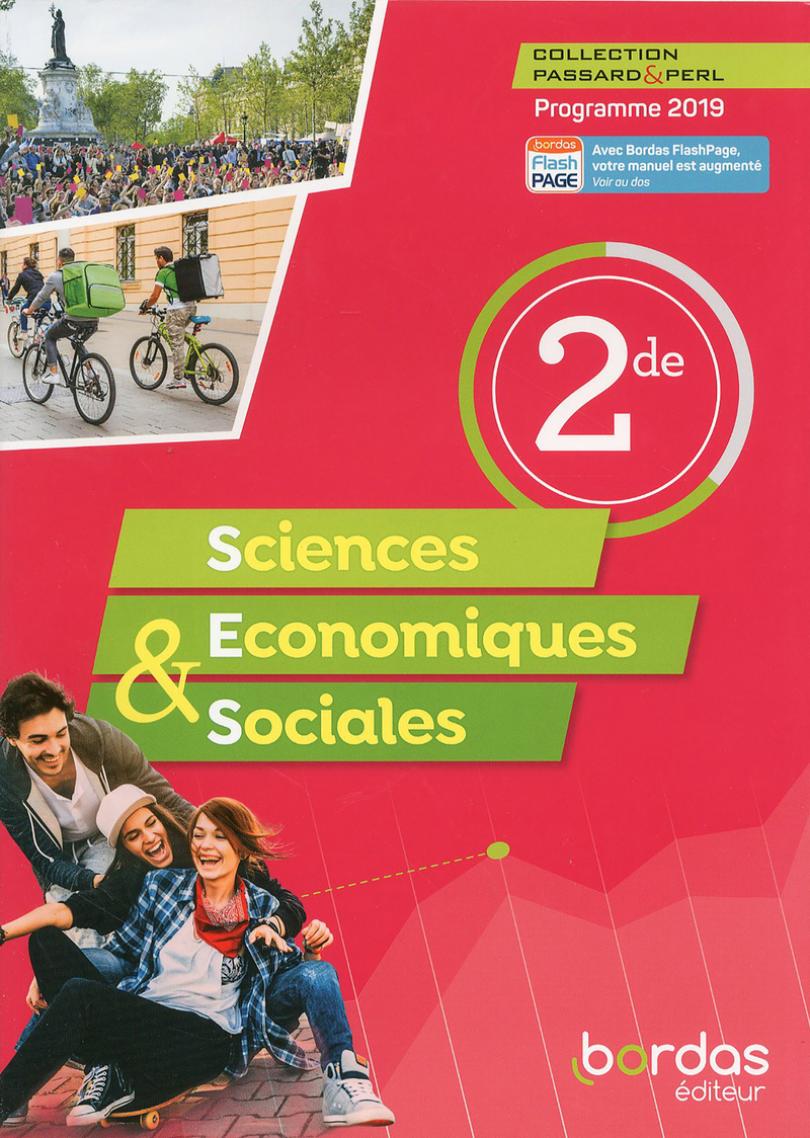 COLLECTION
PASSARD&PERL
Programme 2019
bordas
Flash
PAGE
Avec Bordas FlashPage,
votre manuel est augmenté
Voir au dos
2de
Sciences
& Economiques
Sociales
bordas
éditeur